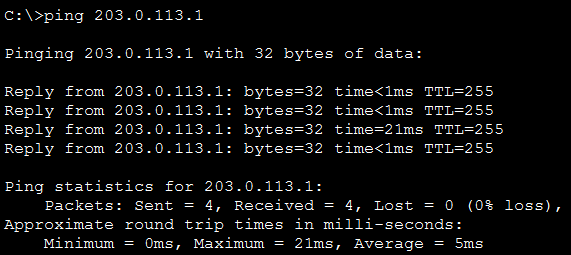 C:\>ping 203.0.113.1
Pinging 203.0.113.1 with 32 bytes of data:
Reply from 203.0.113.1: bytes=32 time<1ms TTL=255
Reply from 203.0.113.1: bytes=32 time<1ms TTL=255
Reply from 203.0.113.1: bytes=32 time=21ms TTL=255
Reply from 203.0.113.1: bytes=32 time<1ms TTL=255
Ping statistics for 203.0.113.1:
    Packets: Sent = 4, Received = 4, Lost = 0 (0% loss),
Approximate round trip times in milli-seconds:
    Minimum = 0ms, Maximum = 21ms, Average = 5ms